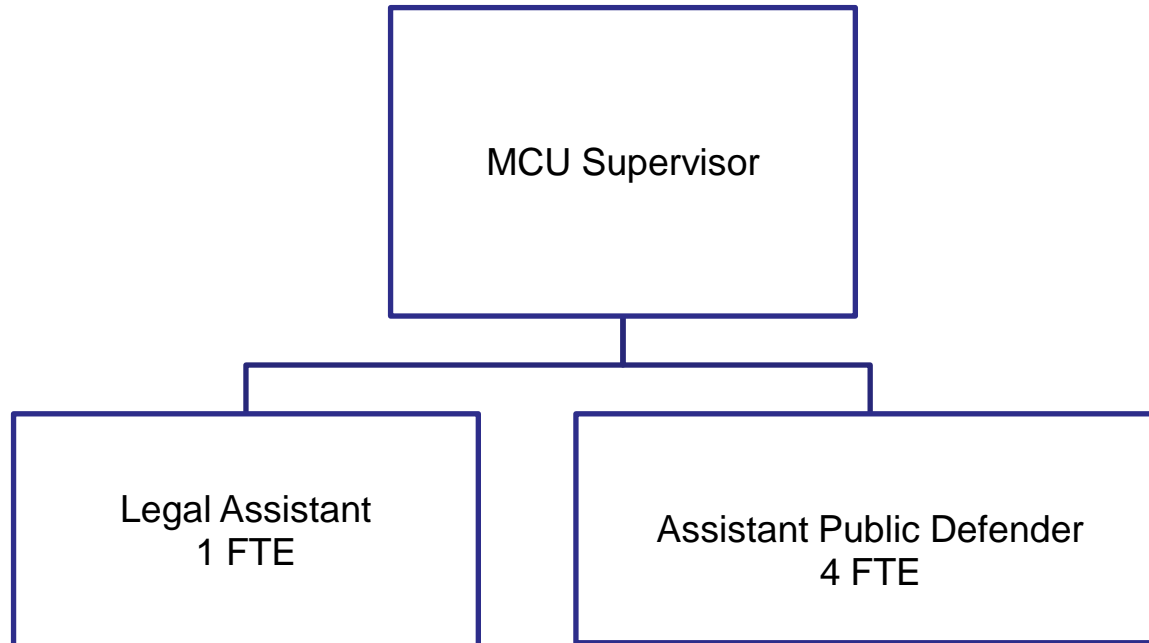 MCU Supervisor
Legal Assistant
1 FTE
Assistant Public Defender
4 FTE